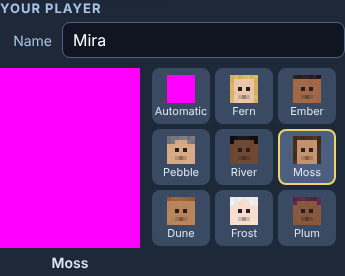 YOUR PLAYER
Name Mira
Automatic Fern Ember
Pebble River Moss
Dune Frost Plum
Moss